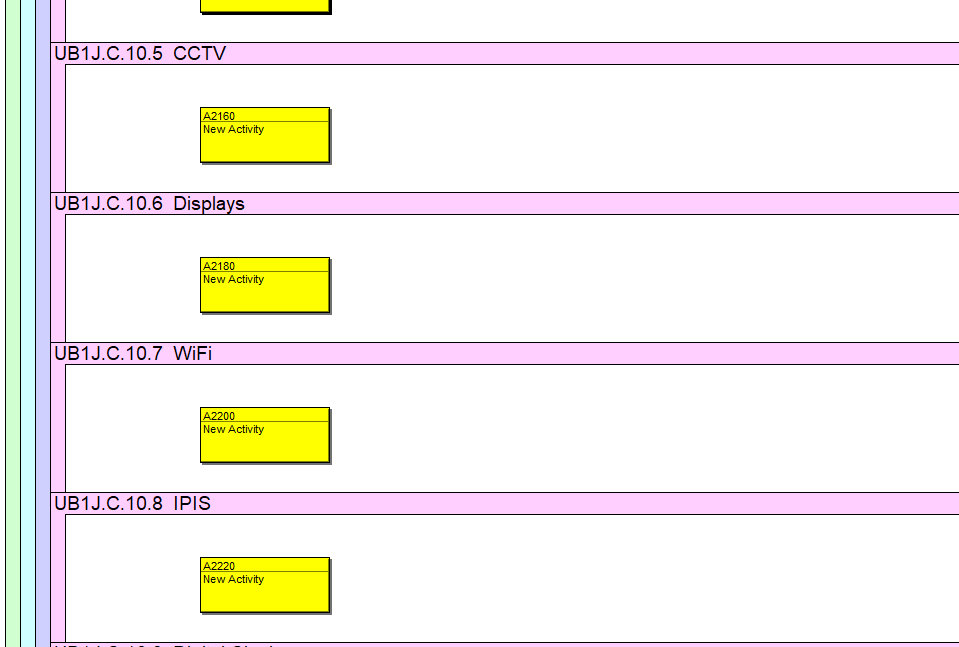 UB1J.C.10.5 CCTV
A2160
New Activity
UB1J.C.10.6 Displays
A2180
New Activity
UB1J.C.10.7 WiFi
A2200
New Activity
UB1J.C.10.8 IPIS
A2220
New Activity